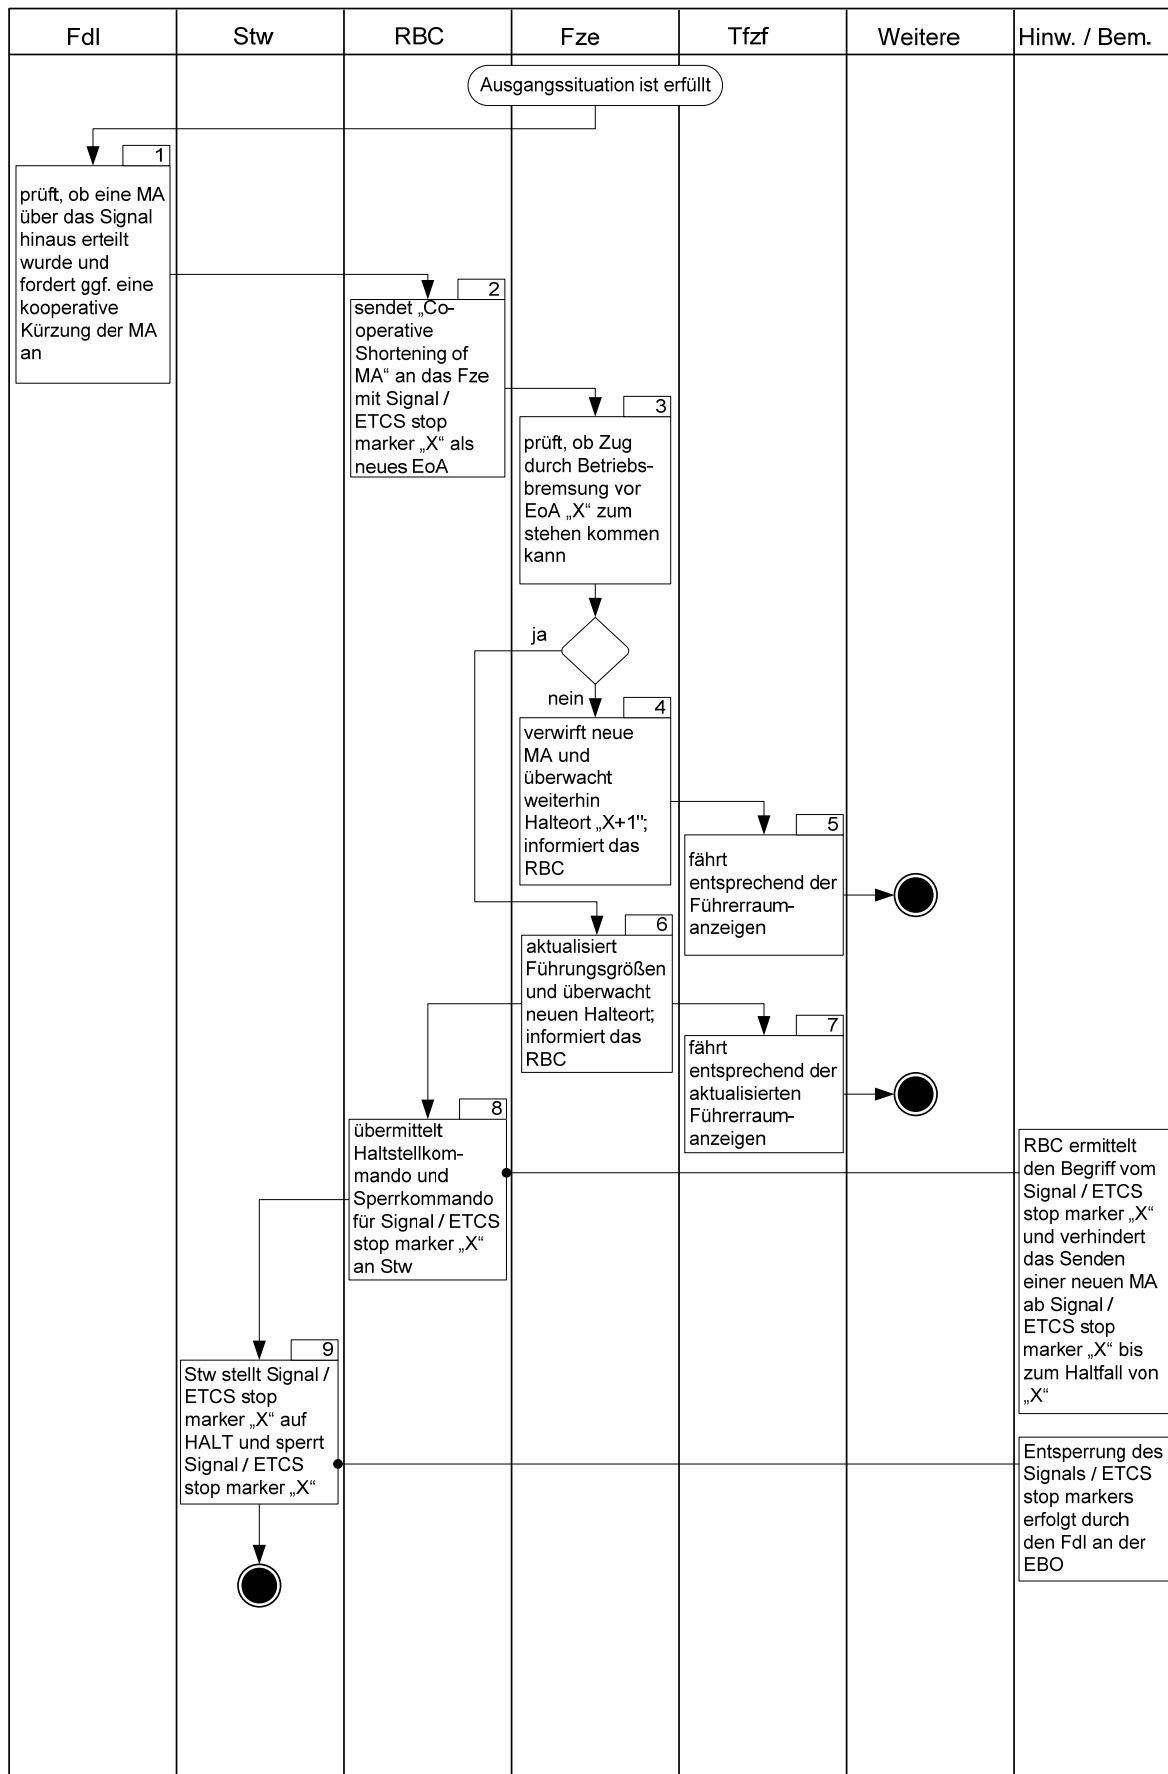 Fdl
Stw
RBC
Fze
Tfzf
Weitere
Hinw. / Bem.
Ausgangssituation ist erfüllt
1
prüft, ob eine MA
über das Signal
hinaus erteilt
wurde und
fordert ggf. eine
kooperative
Kürzung der MA
an
2
sendet „Co-
operative
Shortening of
MA“ an das Fze
mit Signal /
ETCS stop
marker „X“ als
neues EoA
3
prüft, ob Zug
durch Betriebs-
bremsung vor
EoA „X“ zum
stehen kommen
kann
ja
nein
4
verwirft neue
MA und
überwacht
weiterhin
Halteort „X+1";
informiert das
RBC
5
fährt
entsprechend der
Führerraum-
anzeigen
6
aktualisiert
Führungsgrößen
und überwacht
neuen Halteort;
informiert das
RBC
7
fährt
entsprechend der
aktualisierten
Führerraum-
anzeigen
8
übermittelt
Haltstellkom-
mando und
Sperrkommando
für Signal / ETCS
stop marker „X“
an Stw
RBC ermittelt
den Begriff vom
Signal / ETCS
stop marker „X“
und verhindert
das Senden
einer neuen MA
ab Signal /
ETCS stop
marker „X“ bis
zum Haltfall von
„X“
9
Stw stellt Signal /
ETCS stop
marker „X“ auf
HALT und sperrt
Signal / ETCS
stop marker „X“
Entsperrung des
Signals / ETCS
stop markers
erfolgt durch
den Fdl an der
EBO